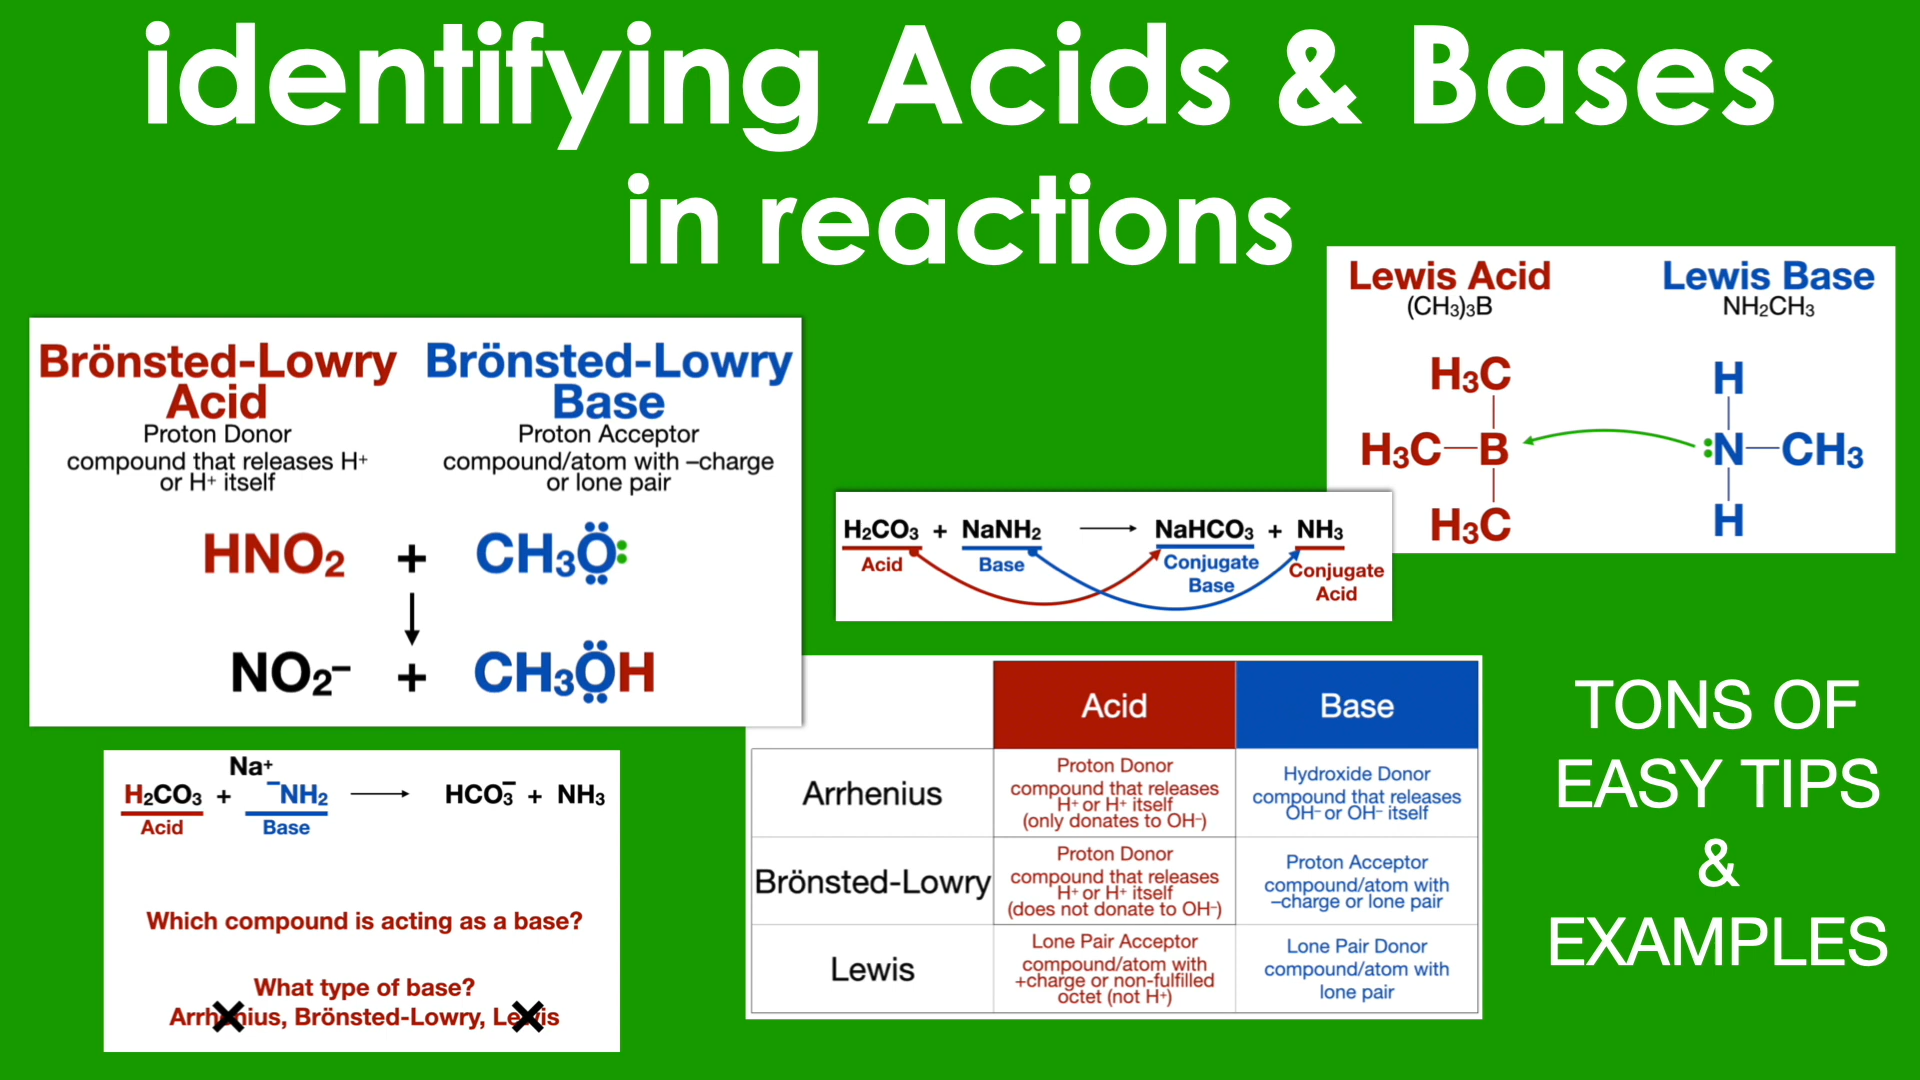 identifying Acids & Bases
in reactions
Brönsted-Lowry Acid
Proton Donor
compound that releases H⁺
or H⁺ itself
Brönsted-Lowry Base
Proton Acceptor
compound/atom with –charge
or lone pair
HNO₂ + CH₃O
NO₂⁻ + CH₃OH
Lewis Acid
(CH₃)₃B
Lewis Base
NH₂CH₃
H₃C
H₃C B
H₃C
H
:N CH₃
H
H₂CO₃ + NaNH₂ → NaHCO₃ + NH₃
Acid Base Conjugate Base Conjugate Acid
Na⁺
H₂CO₃ + ⁻NH₂ → HCO₃⁻ + NH₃
Acid Base
Which compound is acting as a base?
What type of base?
Arrhenius, Brönsted-Lowry, Lewis
Acid Base
Arrhenius
Proton Donor
compound that releases
H⁺ or H⁺ itself
(only donates to OH⁻)
Hydroxide Donor
compound that releases
OH⁻ or OH⁻ itself
Brönsted-Lowry
Proton Donor
compound that releases
H⁺ or H⁺ itself
(does not donate to OH⁻)
Proton Acceptor
compound/atom with
–charge or lone pair
Lewis
Lone Pair Acceptor
compound/atom with
+charge or non-fulfilled
octet (not H⁺)
Lone Pair Donor
compound/atom with
lone pair
TONS OF
EASY TIPS
&
EXAMPLES